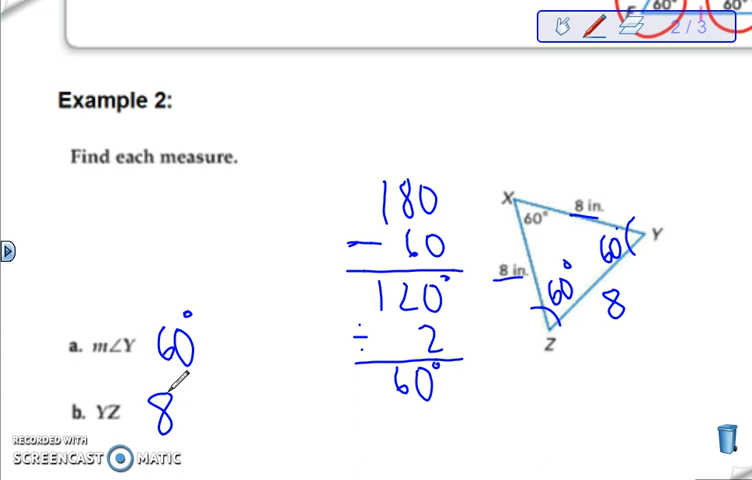 60°
60°
2/3
Example 2:
Find each measure.
180
- 60
120°
÷ 2
60°
X
8 in.
60°
60°
Y
8 in.
60°
8
Z
a. m∠Y 60°
b. YZ 8
RECORDED WITH
SCREENCAST MATIC